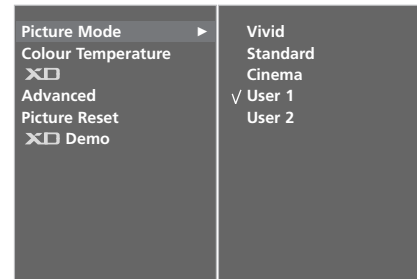 Picture Mode ►
Colour Temperature
XD
Advanced
Picture Reset
XD Demo
Vivid
Standard
Cinema
√ User 1
User 2